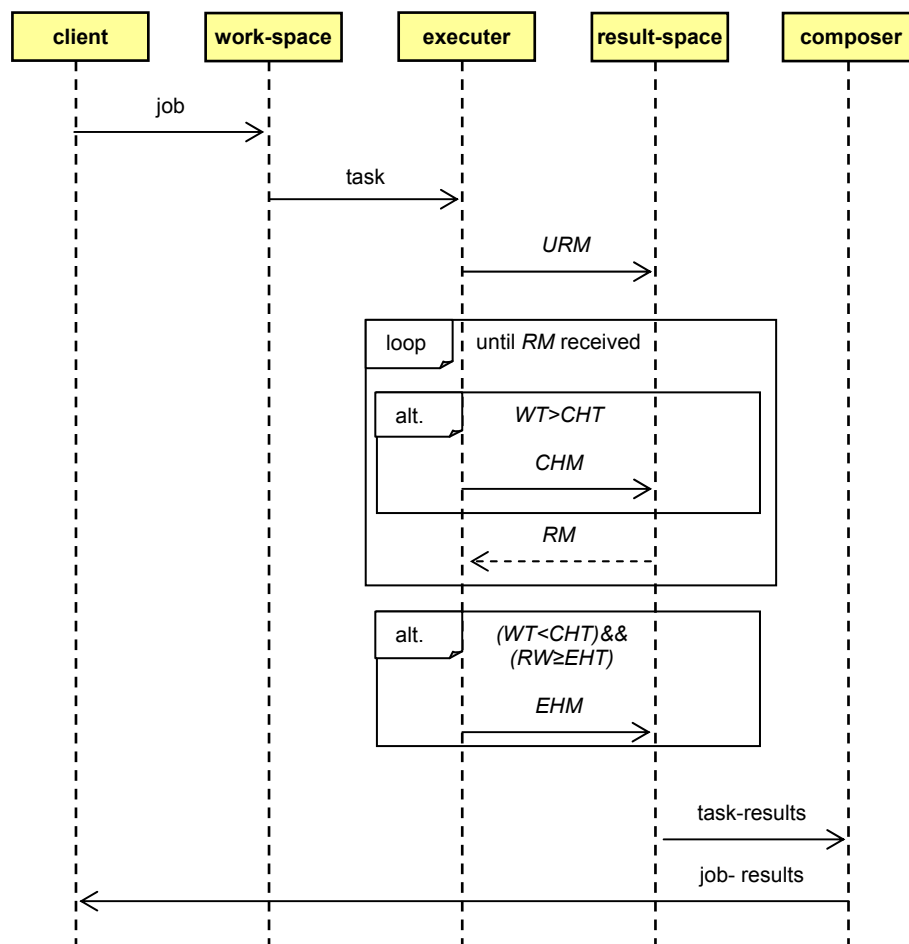 client work-space executer result-space composer
job
task
URM
loop until RM received
alt. WT>CHT
CHM
RM
alt. (WT<CHT)&&
(RW≥EHT)
EHM
task-results
job- results